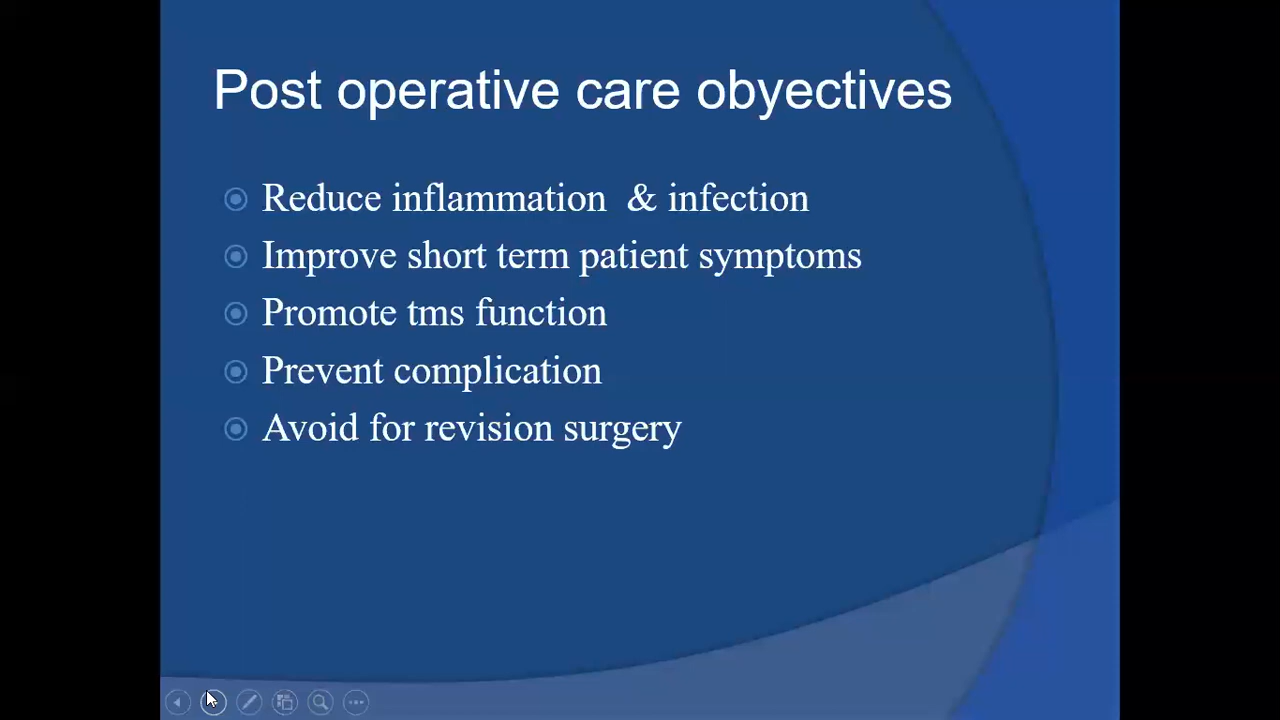 Post operative care obyectives
Reduce inflammation & infection
Improve short term patient symptoms
Promote tms function
Prevent complication
Avoid for revision surgery